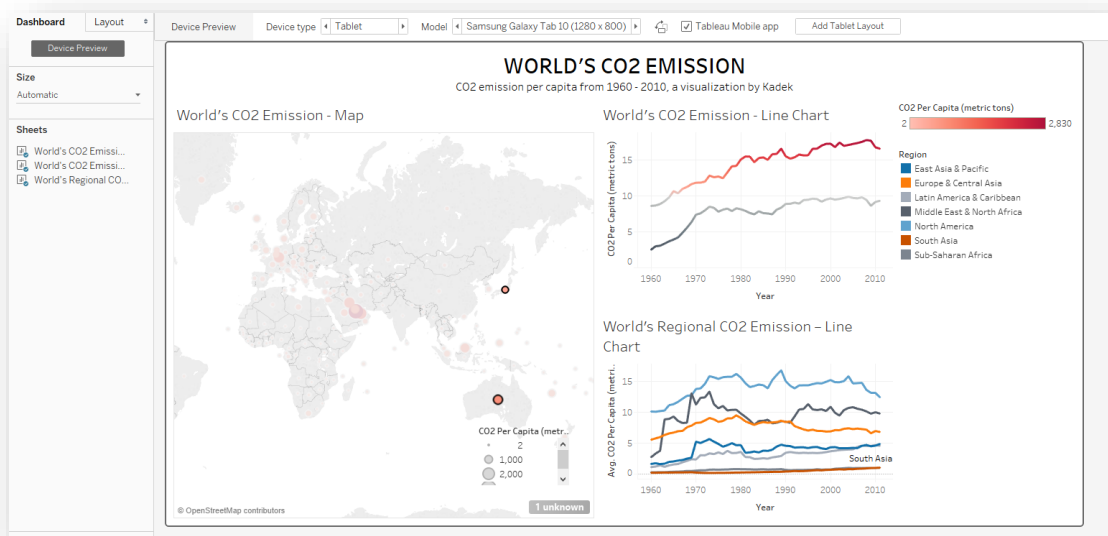 Dashboard
Layout
Device Preview
Size
Automatic
Sheets
World's CO2 Emissi...
World's CO2 Emissi...
World's Regional CO...
Device Preview
Device type
Tablet
Model
Samsung Galaxy Tab 10 (1280 x 800)
Tableau Mobile app
Add Tablet Layout
WORLD'S CO2 EMISSION
CO2 emission per capita from 1960 - 2010, a visualization by Kadek
World's CO2 Emission - Map
CO2 Per Capita (metr..
2
1,000
2,000
© OpenStreetMap contributors
1 unknown
World's CO2 Emission - Line Chart
CO2 Per Capita (metric tons)
15
10
5
0
1960
1970
1980
1990
2000
2010
Year
World's Regional CO2 Emission – Line
Chart
Avg. CO2 Per Capita (metri..
15
10
5
0
South Asia
1960
1970
1980
1990
2000
2010
Year
CO2 Per Capita (metric tons)
2
2,830
Region
East Asia & Pacific
Europe & Central Asia
Latin America & Caribbean
Middle East & North Africa
North America
South Asia
Sub-Saharan Africa